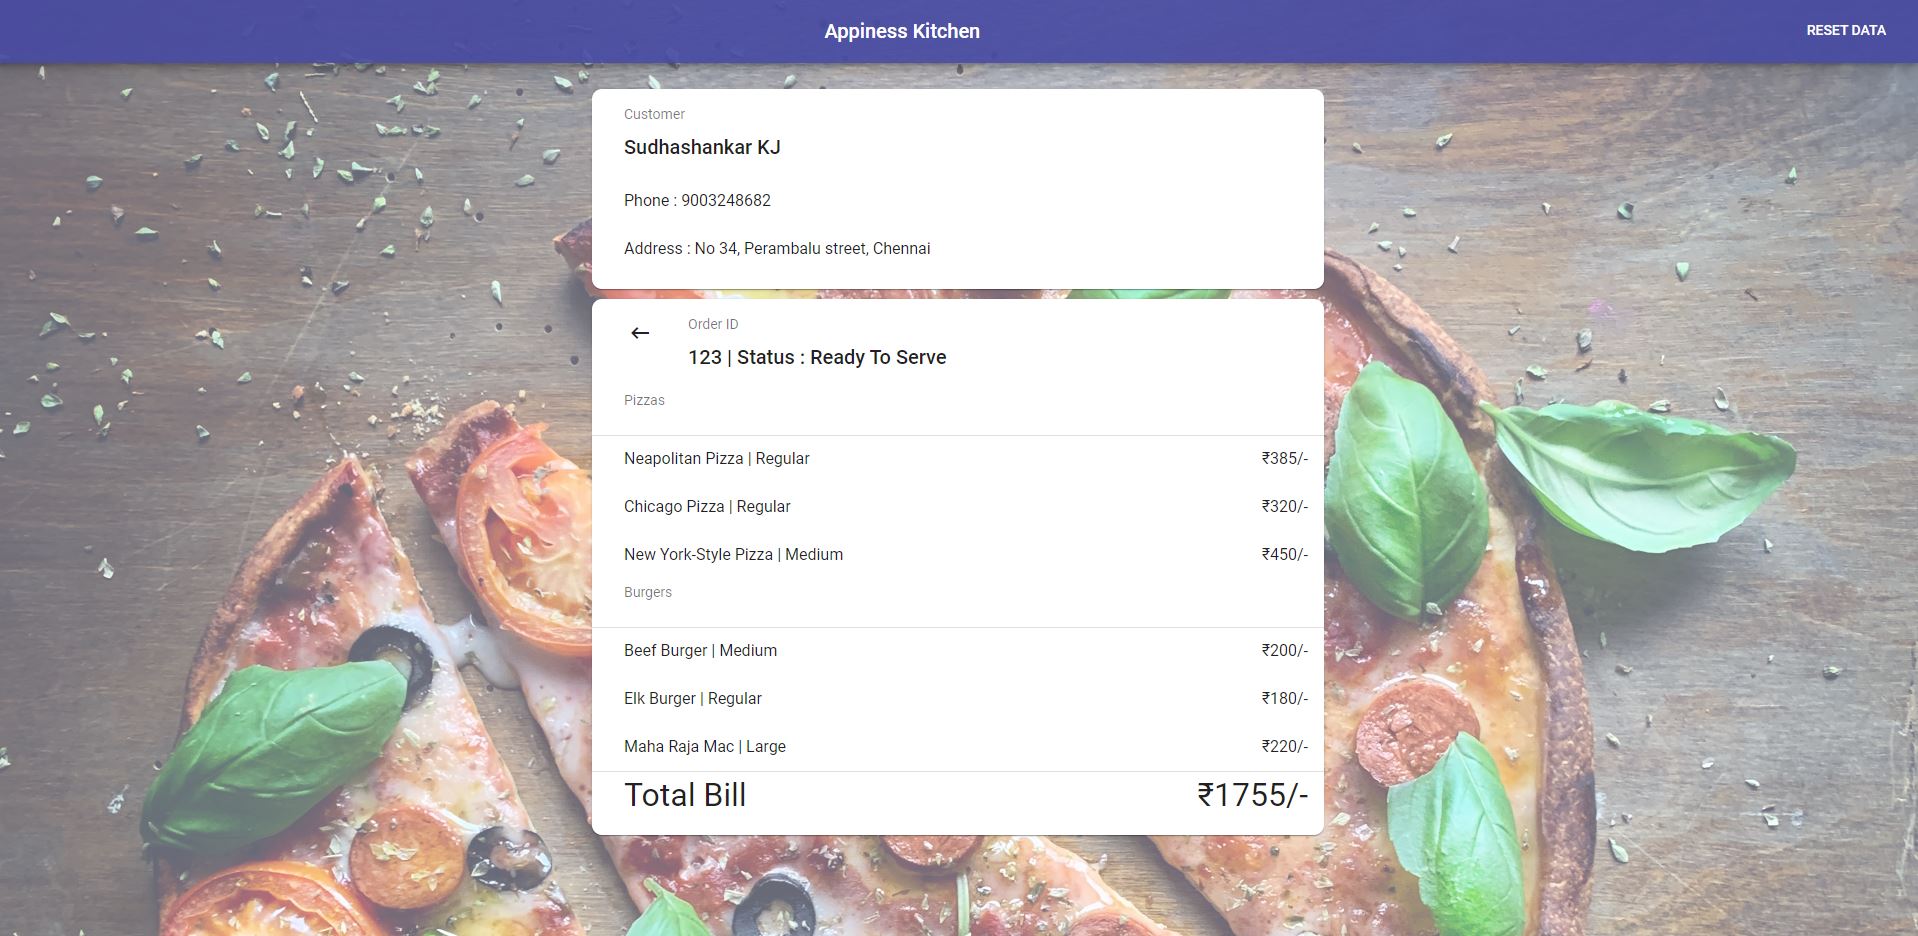 Appiness Kitchen
RESET DATA
Customer
Sudhashankar KJ
Phone : 9003248682
Address : No 34, Perambalu street, Chennai
Order ID
123 | Status : Ready To Serve
Pizzas
Neapolitan Pizza | Regular ₹385/-
Chicago Pizza | Regular ₹320/-
New York-Style Pizza | Medium ₹450/-
Burgers
Beef Burger | Medium ₹200/-
Elk Burger | Regular ₹180/-
Maha Raja Mac | Large ₹220/-
Total Bill ₹1755/-